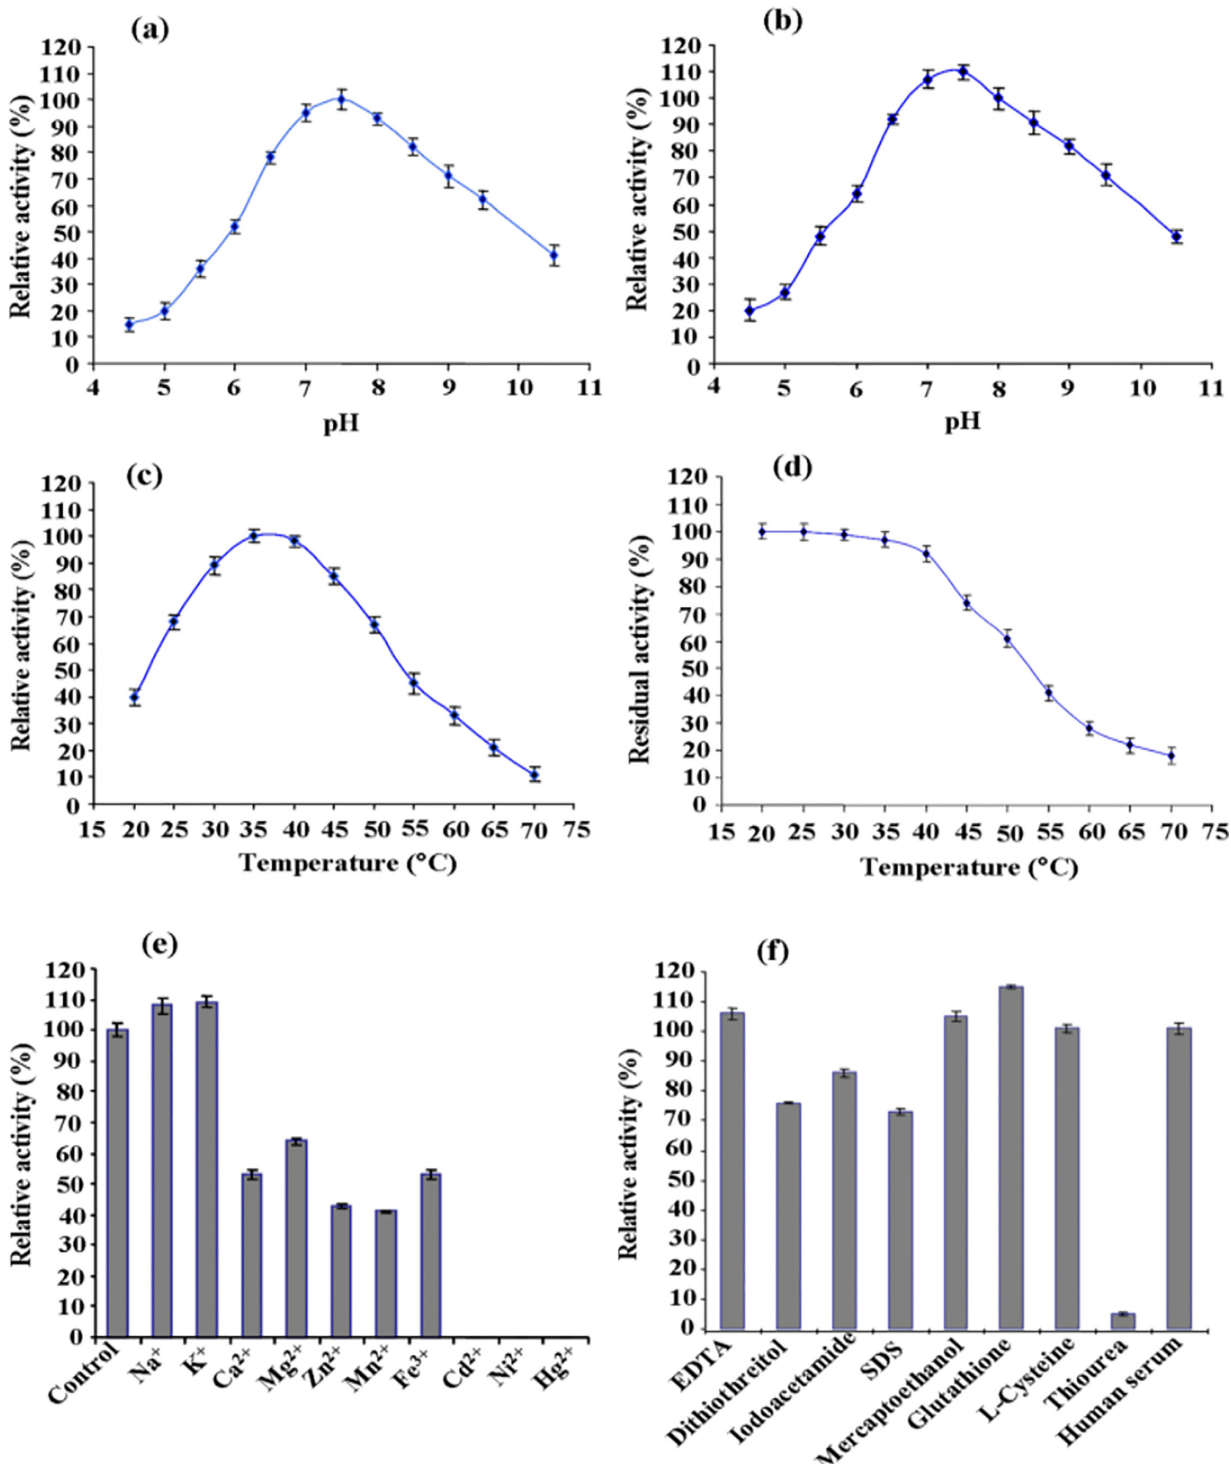 (a)
Relative activity (%)
120
110
100
90
80
70
60
50
40
30
20
10
0
4 5 6 7 8 9 10 11
pH
(b)
Relative activity (%)
120
110
100
90
80
70
60
50
40
30
20
10
0
4 5 6 7 8 9 10 11
pH
(c)
Relative activity (%)
120
110
100
90
80
70
60
50
40
30
20
10
0
15 20 25 30 35 40 45 50 55 60 65 70 75
Temperature (°C)
(d)
Residual activity (%)
120
110
100
90
80
70
60
50
40
30
20
10
0
15 20 25 30 35 40 45 50 55 60 65 70 75
Temperature (°C)
(e)
Relative activity (%)
120
110
100
90
80
70
60
50
40
30
20
10
0
Control
Na⁺
K⁺
Ca²⁺
Mg²⁺
Zn²⁺
Mn²⁺
Fe³⁺
Cd²⁺
Ni²⁺
Hg²⁺
(f)
Relative activity (%)
120
110
100
90
80
70
60
50
40
30
20
10
0
EDTA
Dithiothreitol
Iodoacetamide
SDS
Mercaptoethanol
Glutathione
L-Cysteine
Thiourea
Human serum